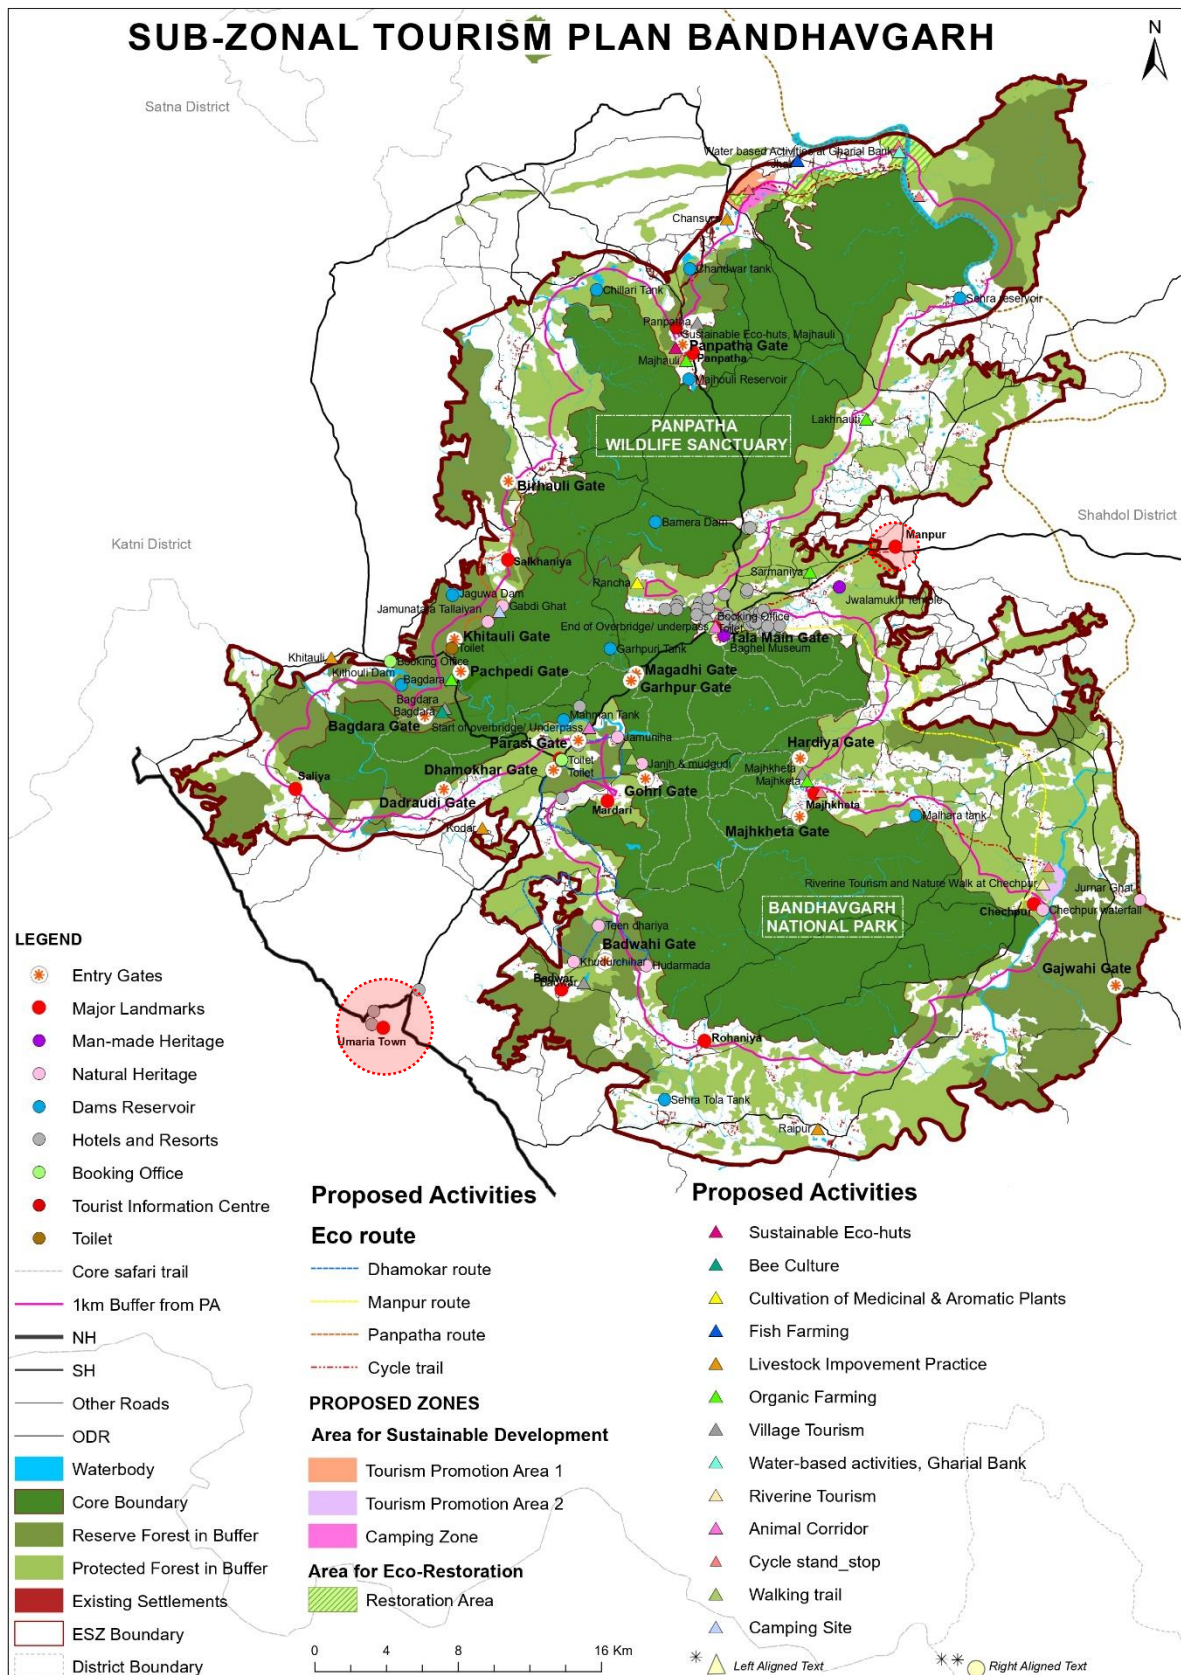 SUB-ZONAL TOURISM PLAN BANDHAVGARH
N
Satna District
Water based Activities at Gharial Bank
Chansura
Chandwar tank
Chillari Tank
Sehra reservoir
Panpatha
Sustainable Eco-huts, Majhauli
Panpatha Gate
Panpatha
Majhauli
Majhouli Reservoir
Lakhnauti
PANPATHA
WILDLIFE SANCTUARY
Birhauli Gate
Bamera Dam
Shahdol District
Manpur
Katni District
Salkhaniya
Sarmaniya
Rancha
Jaguwa Dam
Jwalamukhi Temple
Jamunatara Tallaiyan
Gabdi Ghat
Booking Office
End of Overbridge/ underpass
Toilet
Khitauli Gate
Tala Main Gate
Toilet
Garhpuri Tank
Baghel Museum
Khitauli
Booking Office
Kithouli Dam
Pachpedi Gate
Magadhi Gate
Bagdara
Garhpur Gate
Bagdara
Bagdara
Mahman Tank
Bagdara Gate
Start of overbridge/ Underpass
Jamuniha
Parasi Gate
Hardiya Gate
Toilet
Janjh & mudgudi
Majhkheta
Dhamokhar Gate
Toilet
Majhketa
Saliya
Gohri Gate
Dadraudi Gate
Mardari
Majhkheta
Malhara tank
Kodar
Majhkheta Gate
Riverine Tourism and Nature Walk at Chechpur
Jurnar Ghat
BANDHAVGARH
NATIONAL PARK
Chechpur
Chechpur waterfall
Teen dhariya
Badwahi Gate
Khudurchihar
Hudarmada
Gajwahi Gate
Badwar
Badwar
Umaria Town
Rohaniya
Sehra Tola Tank
Raipur
LEGEND
Entry Gates
Major Landmarks
Man-made Heritage
Natural Heritage
Dams Reservoir
Hotels and Resorts
Booking Office
Tourist Information Centre
Toilet
Core safari trail
1km Buffer from PA
NH
SH
Other Roads
ODR
Waterbody
Core Boundary
Reserve Forest in Buffer
Protected Forest in Buffer
Existing Settlements
ESZ Boundary
District Boundary
Proposed Activities
Eco route
Dhamokar route
Manpur route
Panpatha route
Cycle trail
PROPOSED ZONES
Area for Sustainable Development
Tourism Promotion Area 1
Tourism Promotion Area 2
Camping Zone
Area for Eco-Restoration
Restoration Area
0 4 8 16 Km
Proposed Activities
Sustainable Eco-huts
Bee Culture
Cultivation of Medicinal & Aromatic Plants
Fish Farming
Livestock Impovement Practice
Organic Farming
Village Tourism
Water-based activities, Gharial Bank
Riverine Tourism
Animal Corridor
Cycle stand_stop
Walking trail
Camping Site
* Left Aligned Text
** Right Aligned Text